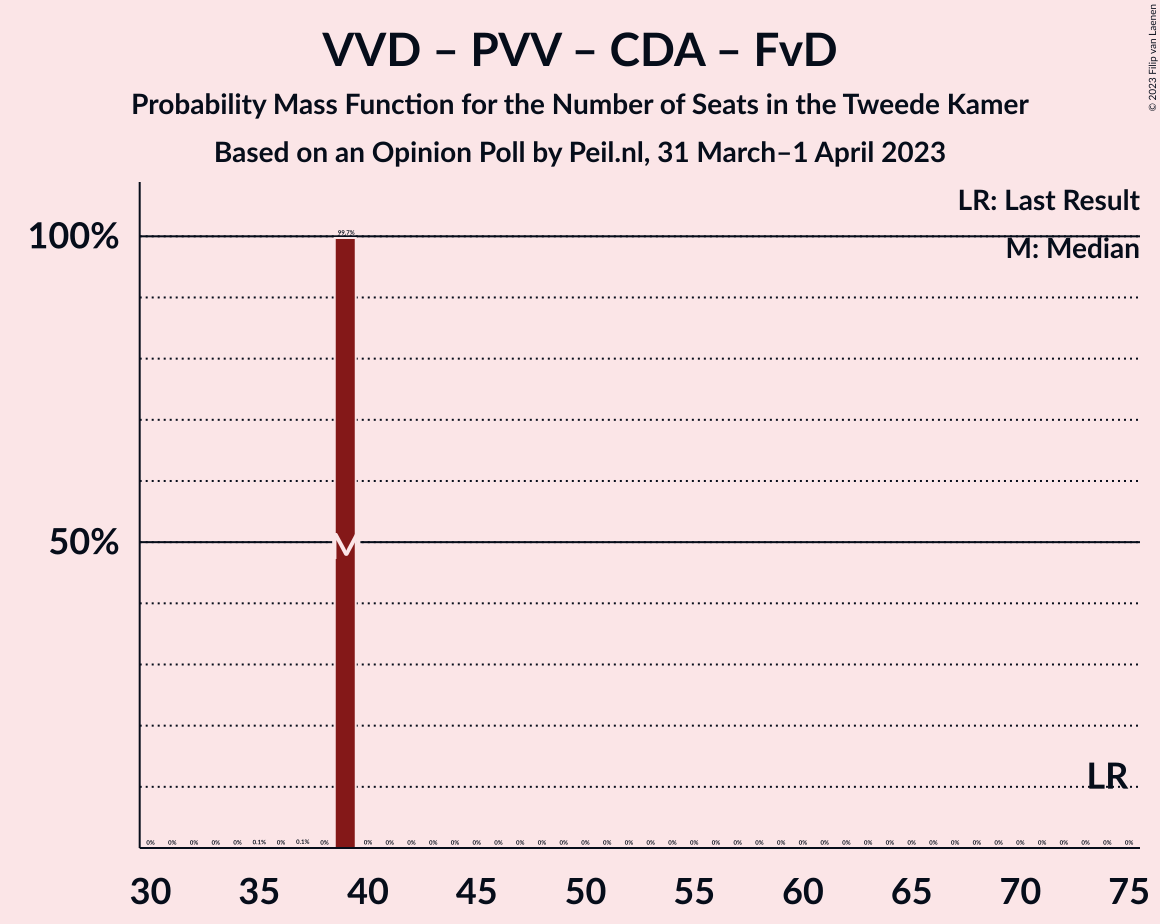 VVD – PVV – CDA – FvD
Probability Mass Function for the Number of Seats in the Tweede Kamer
Based on an Opinion Poll by Peil.nl, 31 March–1 April 2023
© 2023 Filip van Laenen
LR: Last Result
M: Median
100%
99.7%
50%
M
LR
0% 0% 0% 0% 0% 0.1% 0% 0.1% 0% 0% 0% 0% 0% 0% 0% 0% 0% 0% 0% 0% 0% 0% 0% 0% 0% 0% 0% 0% 0% 0% 0% 0% 0% 0% 0% 0% 0% 0% 0% 0% 0% 0% 0% 0% 0%
30 35 40 45 50 55 60 65 70 75